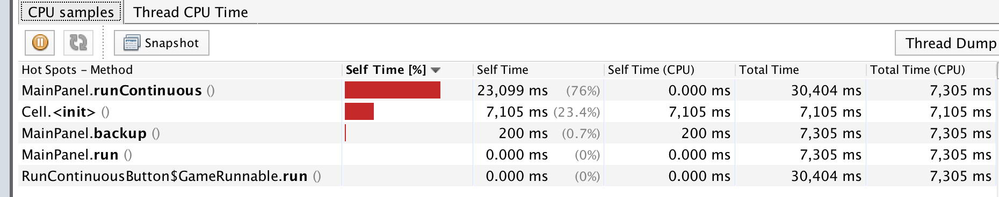 CPU samples Thread CPU Time
Snapshot Thread Dump
Hot Spots – Method Self Time [%] Self Time Self Time (CPU) Total Time Total Time (CPU)
MainPanel.runContinuous () 23,099 ms (76%) 0.000 ms 30,404 ms 7,305 ms
Cell.<init> () 7,105 ms (23.4%) 7,105 ms 7,105 ms 7,105 ms
MainPanel.backup () 200 ms (0.7%) 200 ms 7,305 ms 7,305 ms
MainPanel.run () 0.000 ms (0%) 0.000 ms 7,305 ms 7,305 ms
RunContinuousButton$GameRunnable.run () 0.000 ms (0%) 0.000 ms 30,404 ms 7,305 ms